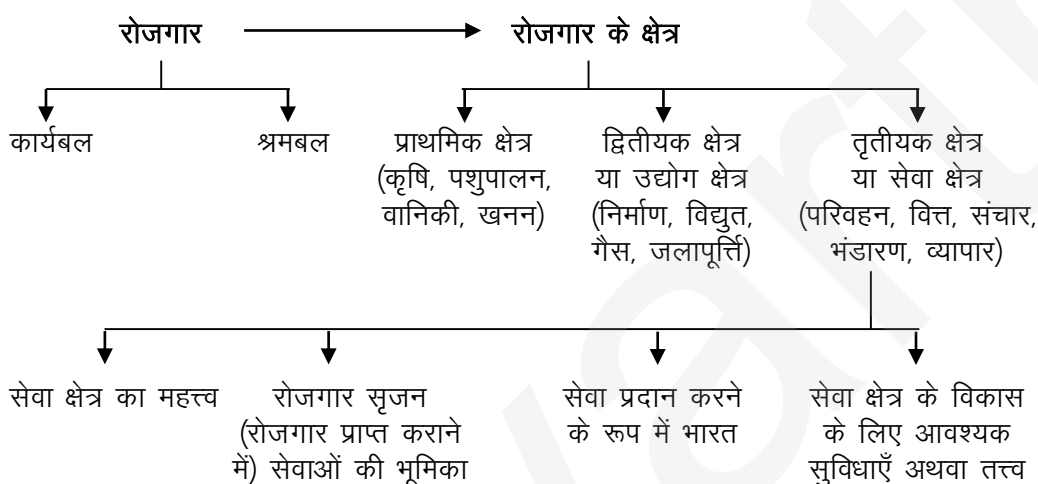 रोजगार
रोजगार के क्षेत्र
कार्यबल
श्रमबल
प्राथमिक क्षेत्र
(कृषि, पशुपालन,
वानिकी, खनन)
द्वितीयक क्षेत्र
या उद्योग क्षेत्र
(निर्माण, विद्युत,
गैस, जलापूर्त्ति)
तृतीयक क्षेत्र
या सेवा क्षेत्र
(परिवहन, वित्त, संचार,
भंडारण, व्यापार)
सेवा क्षेत्र का महत्त्व
रोजगार सृजन
(रोजगार प्राप्त कराने
में) सेवाओं की भूमिका
सेवा प्रदान करने
के रूप में भारत
सेवा क्षेत्र के विकास
के लिए आवश्यक
सुविधाएँ अथवा तत्त्व